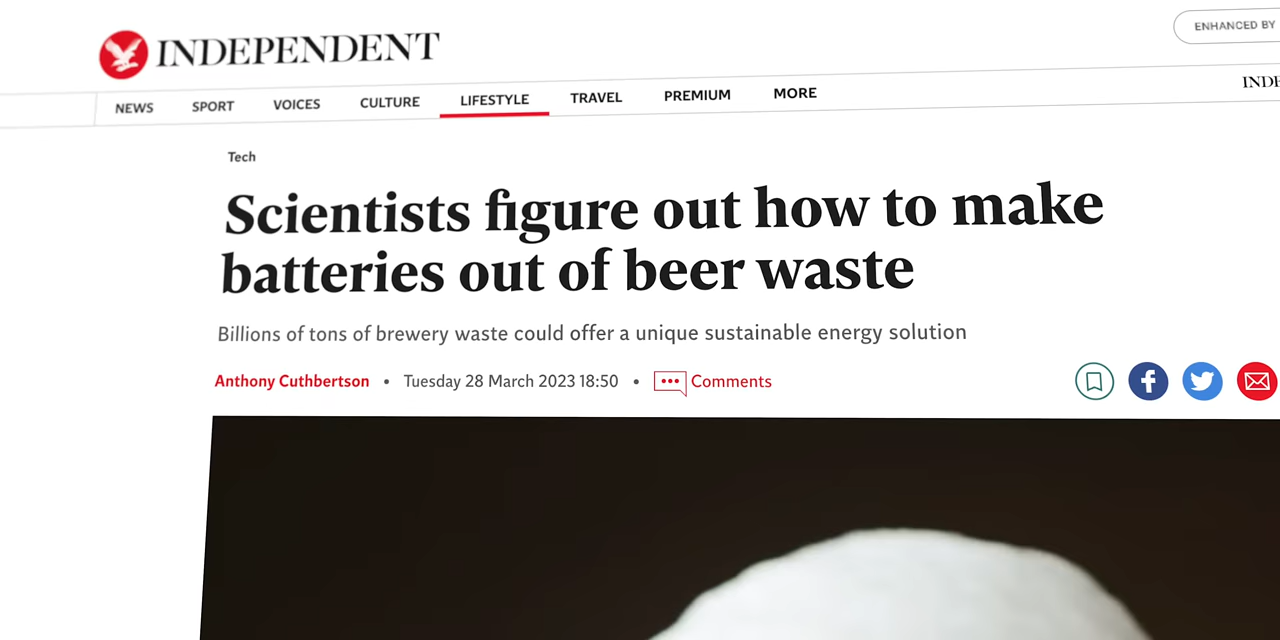 INDEPENDENT
ENHANCED BY
NEWS SPORT VOICES CULTURE LIFESTYLE TRAVEL PREMIUM MORE
Tech
Scientists figure out how to make
batteries out of beer waste
Billions of tons of brewery waste could offer a unique sustainable energy solution
Anthony Cuthbertson • Tuesday 28 March 2023 18:50 • Comments